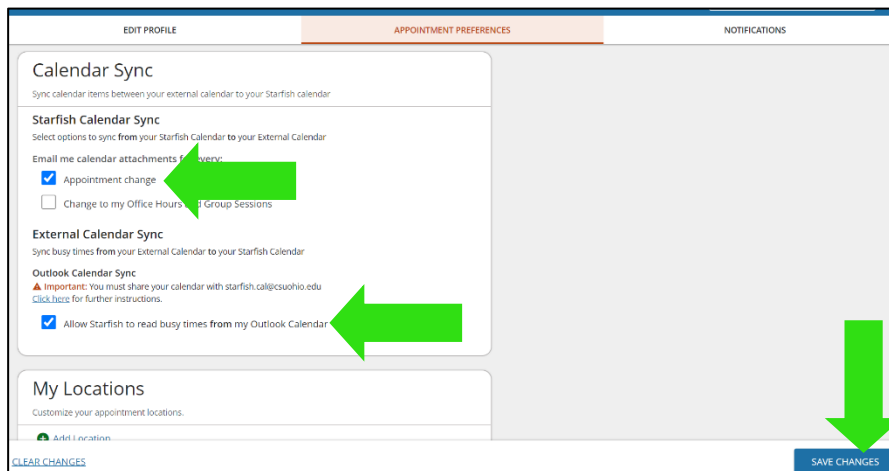 EDIT PROFILE
APPOINTMENT PREFERENCES
NOTIFICATIONS
Calendar Sync
Sync calendar items between your external calendar to your Starfish calendar
Starfish Calendar Sync
Select options to sync from your Starfish Calendar to your External Calendar
Email me calendar attachments every:
Appointment change
Change to my Office Hours Group Sessions
External Calendar Sync
Sync busy times from your External Calendar to your Starfish Calendar
Outlook Calendar Sync
Important: You must share your calendar with starfish.cal@csuohio.edu
Click here for further instructions.
Allow Starfish to read busy times from my Outlook Calendar
My Locations
Customize your appointment locations.
Add Location
CLEAR CHANGES
SAVE CHANGES